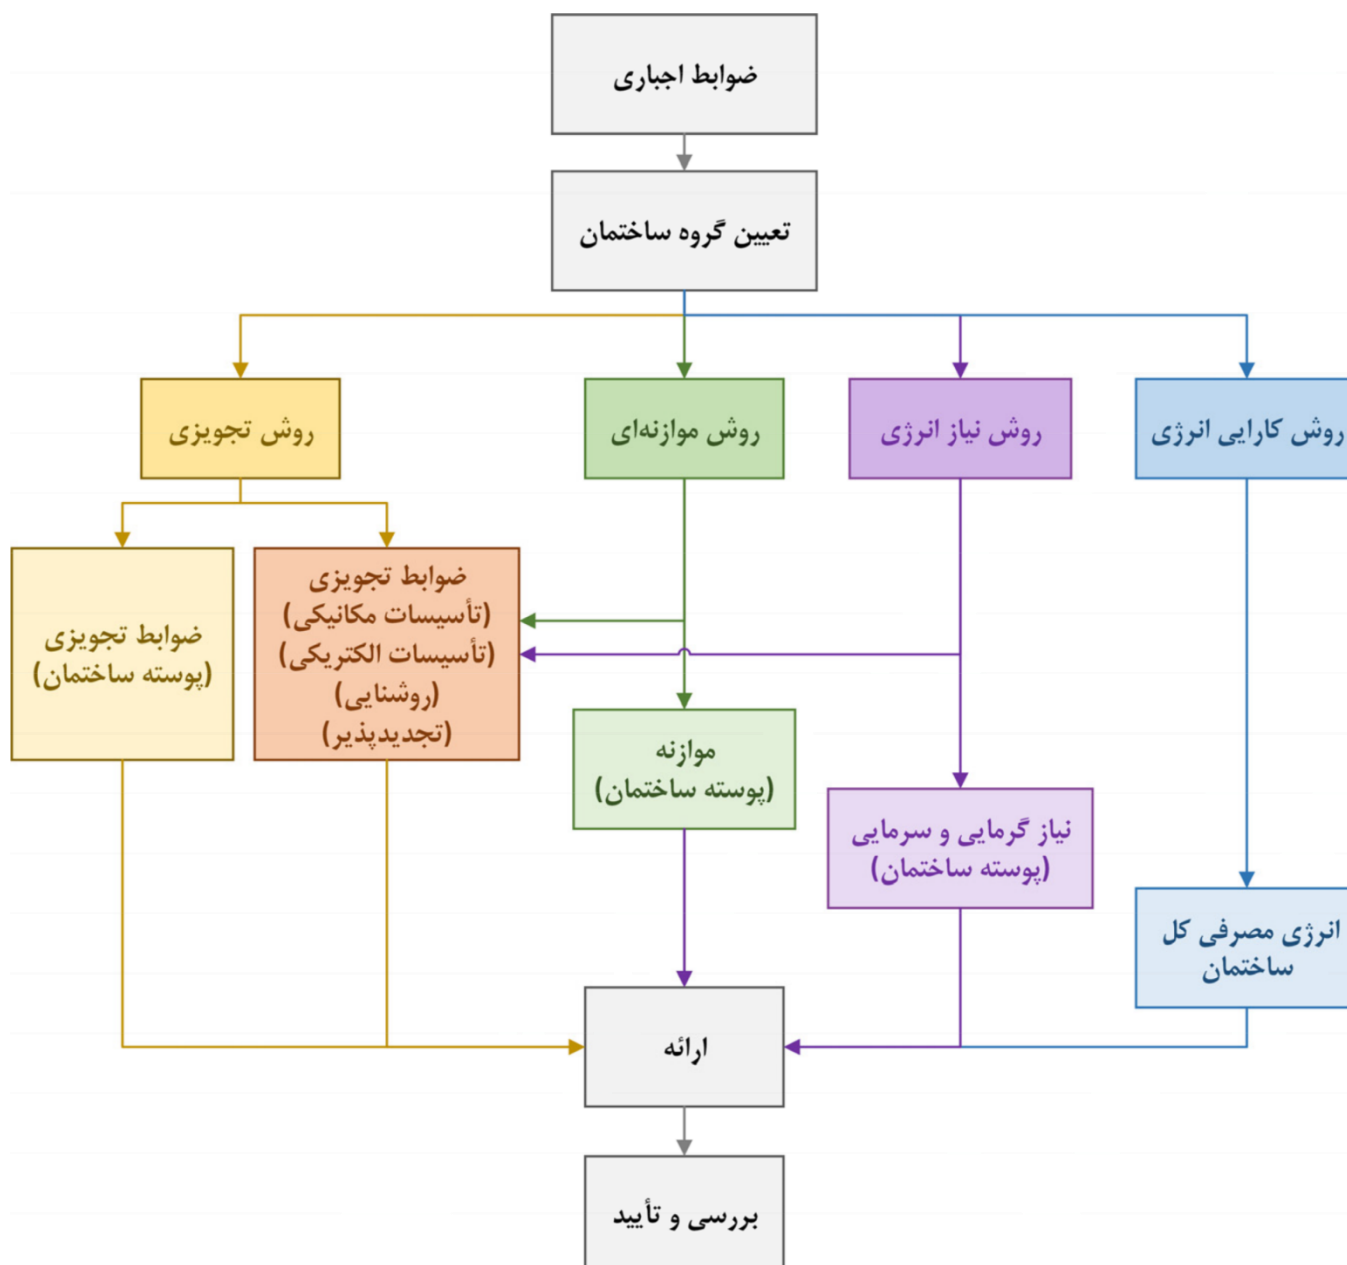 ضوابط اجباری
تعیین گروه ساختمان
روش کارایی انرژی
روش نیاز انرژی
روش موازنه‌ای
روش تجویزی
ضوابط تجویزی
(تأسیسات مکانیکی)
(تأسیسات الکتریکی)
(روشنایی)
(تجدیدپذیر)
ضوابط تجویزی
(پوسته ساختمان)
موازنه
(پوسته ساختمان)
نیاز گرمایی و سرمایی
(پوسته ساختمان)
انرژی مصرفی کل
ساختمان
ارائه
بررسی و تأیید